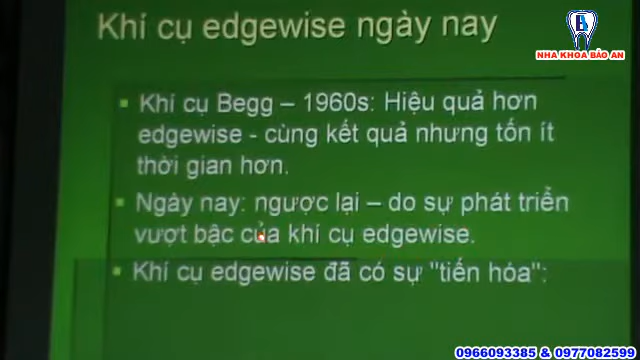 Khí cụ edgewise ngày nay
NHA KHOA BẢO AN
Khí cụ Begg – 1960s: Hiệu quả hơn
edgewise - cùng kết quả nhưng tốn ít
thời gian hơn.
Ngày nay: ngược lại – do sự phát triển
vượt bậc của khí cụ edgewise.
Khí cụ edgewise đã có sự "tiến hóa":
0966093385 & 0977082599